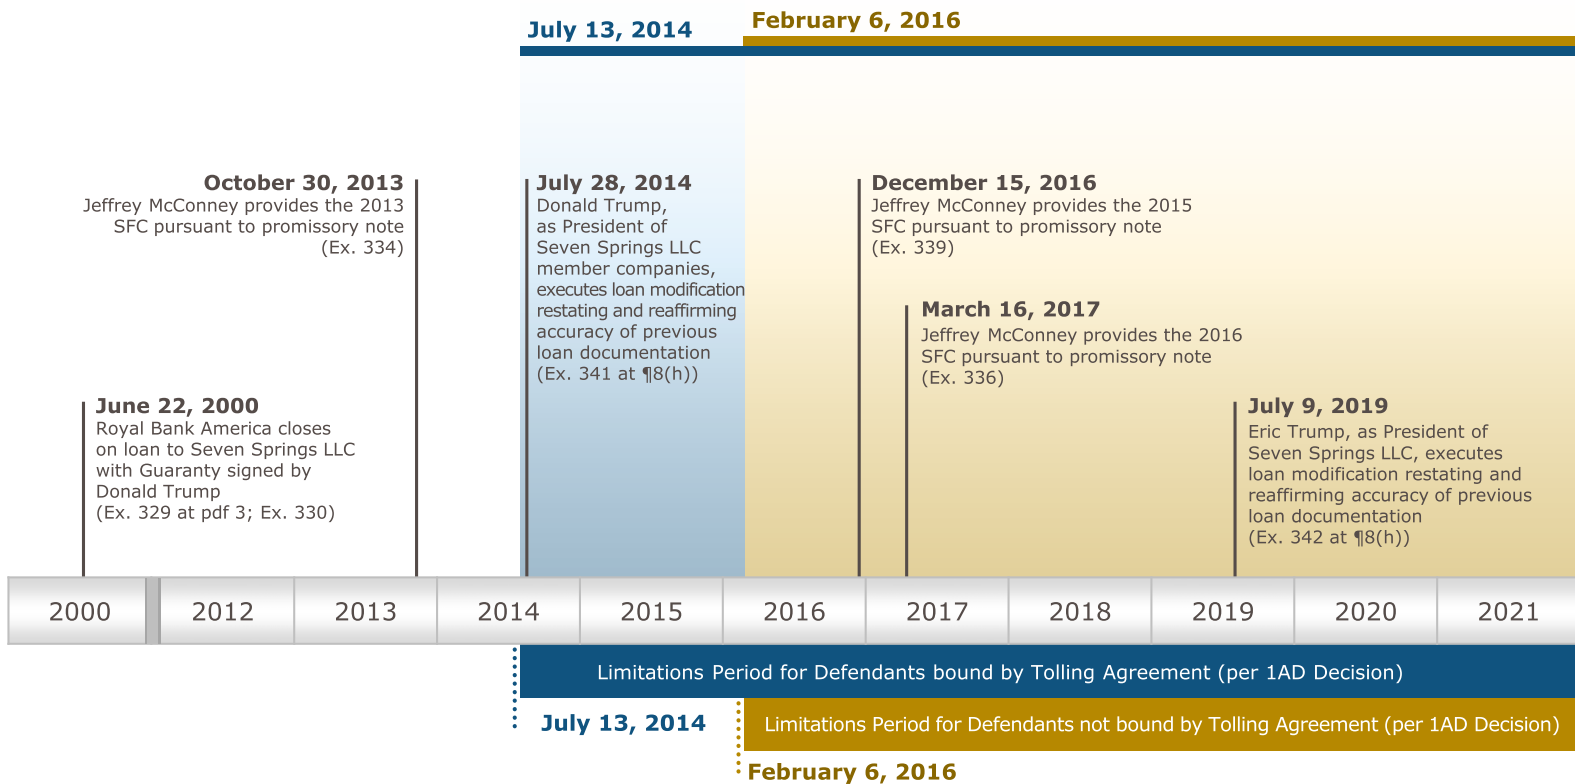 July 13, 2014
February 6, 2016
October 30, 2013
Jeffrey McConney provides the 2013
SFC pursuant to promissory note
(Ex. 334)
July 28, 2014
Donald Trump,
as President of
Seven Springs LLC
member companies,
executes loan modification
restating and reaffirming
accuracy of previous
loan documentation
(Ex. 341 at ¶8(h))
December 15, 2016
Jeffrey McConney provides the 2015
SFC pursuant to promissory note
(Ex. 339)
March 16, 2017
Jeffrey McConney provides the 2016
SFC pursuant to promissory note
(Ex. 336)
June 22, 2000
Royal Bank America closes
on loan to Seven Springs LLC
with Guaranty signed by
Donald Trump
(Ex. 329 at pdf 3; Ex. 330)
July 9, 2019
Eric Trump, as President of
Seven Springs LLC, executes
loan modification restating and
reaffirming accuracy of previous
loan documentation
(Ex. 342 at ¶8(h))
2000 2012 2013 2014 2015 2016 2017 2018 2019 2020 2021
Limitations Period for Defendants bound by Tolling Agreement (per 1AD Decision)
July 13, 2014
Limitations Period for Defendants not bound by Tolling Agreement (per 1AD Decision)
February 6, 2016